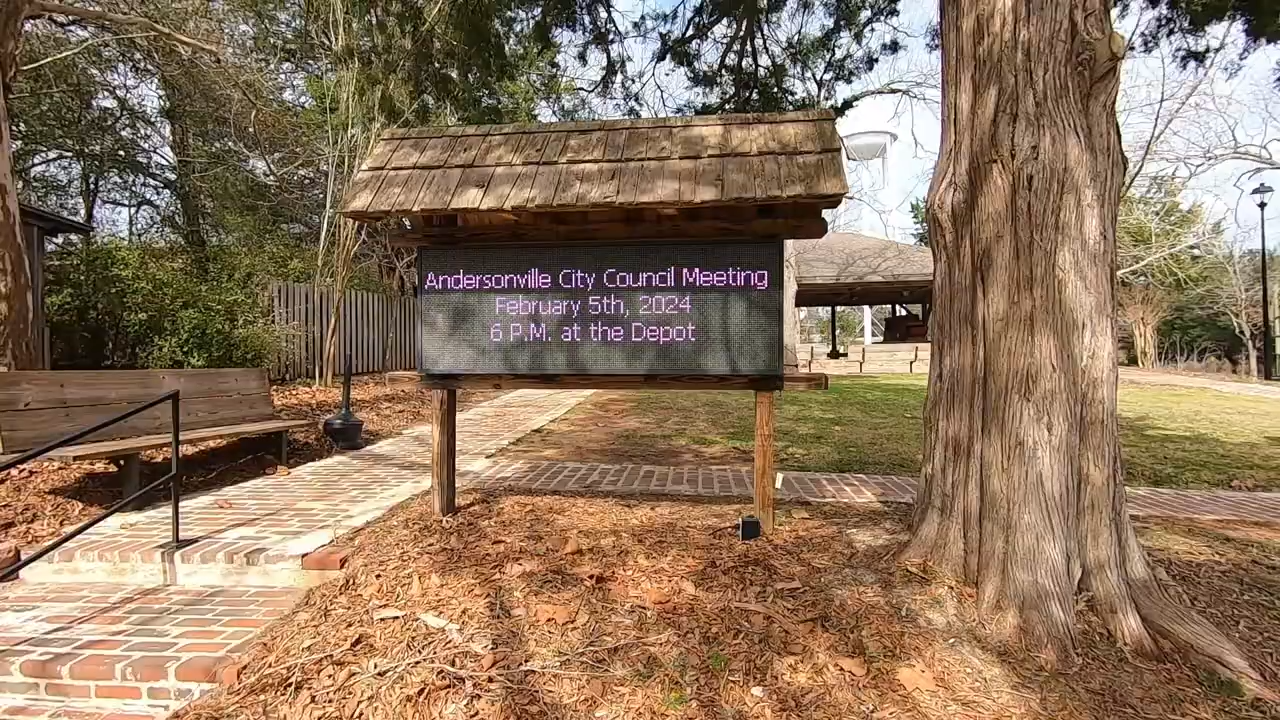 Andersonville City Council Meeting
February 5th, 2024
6 P.M. at the Depot